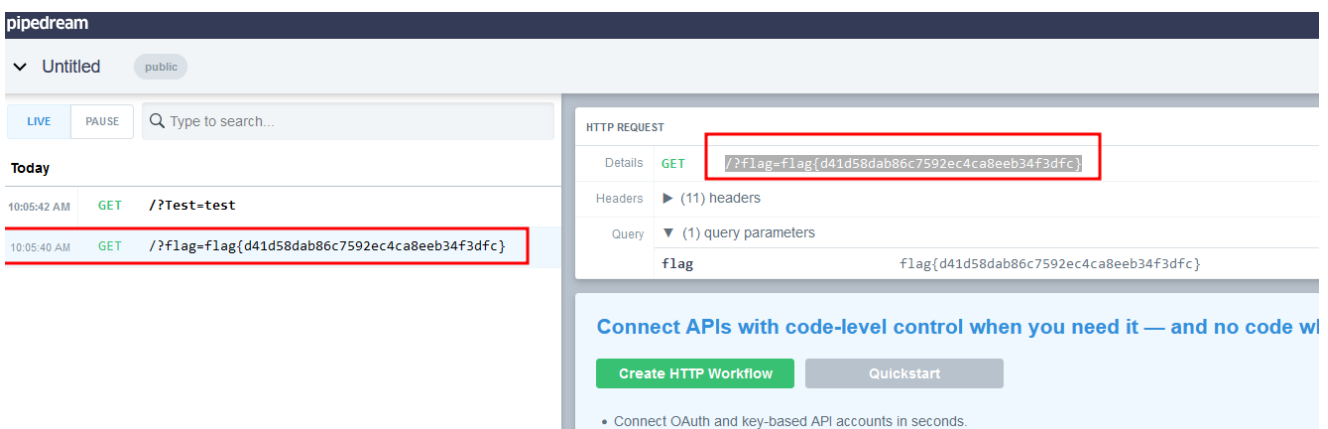 pipedream
Untitled public
LIVE PAUSE Type to search...
Today
10:05:42 AM GET /?Test=test
10:05:40 AM GET /?flag=flag{d41d58dab86c7592ec4ca8eeb34f3dfc}
HTTP REQUEST
Details GET /?flag=flag{d41d58dab86c7592ec4ca8eeb34f3dfc}
Headers ▶ (11) headers
Query ▼ (1) query parameters
flag flag{d41d58dab86c7592ec4ca8eeb34f3dfc}
Connect APIs with code-level control when you need it — and no code
Create HTTP Workflow Quickstart
• Connect OAuth and key-based API accounts in seconds.